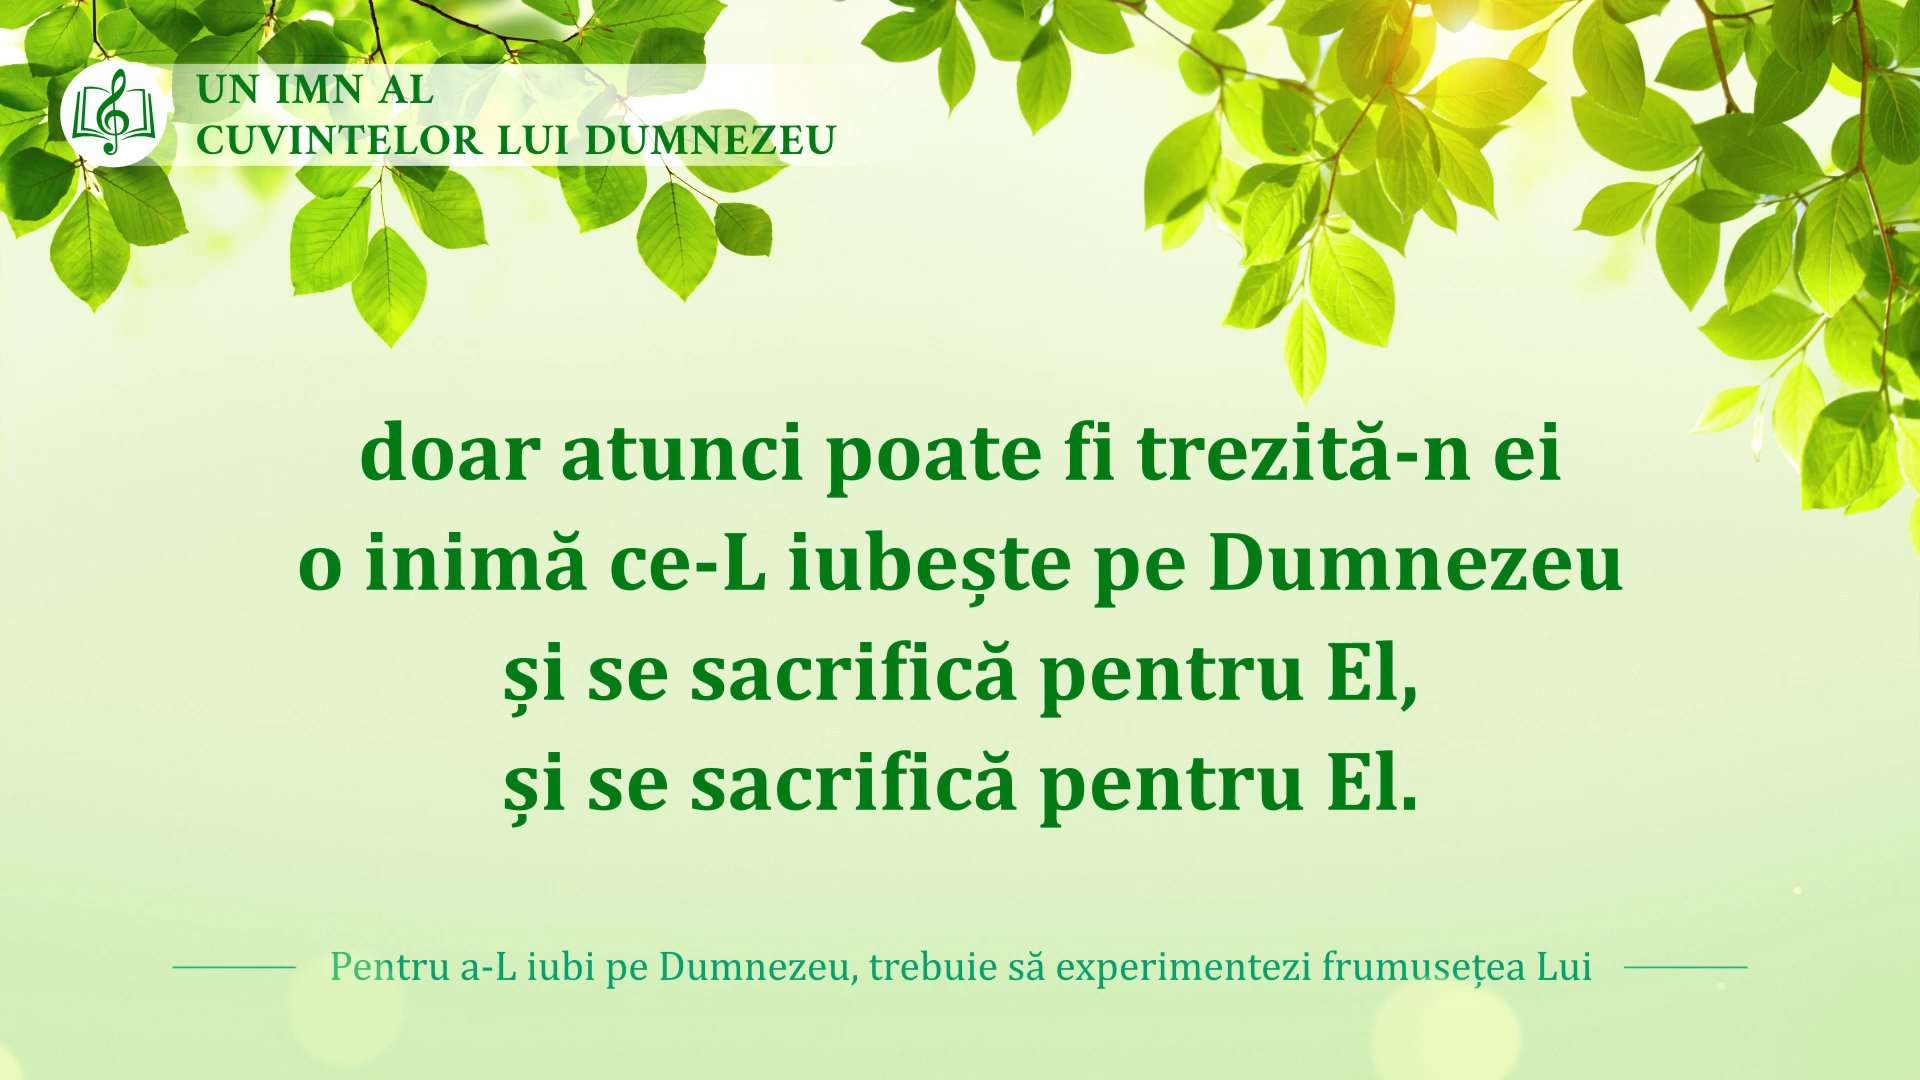 UN IMN AL
CUVINTELOR LUI DUMNEZEU
doar atunci poate fi trezită-n ei
o inimă ce-L iubește pe Dumnezeu
și se sacrifică pentru El,
și se sacrifică pentru El.
Pentru a-L iubi pe Dumnezeu, trebuie să experimentezi frumusețea Lui